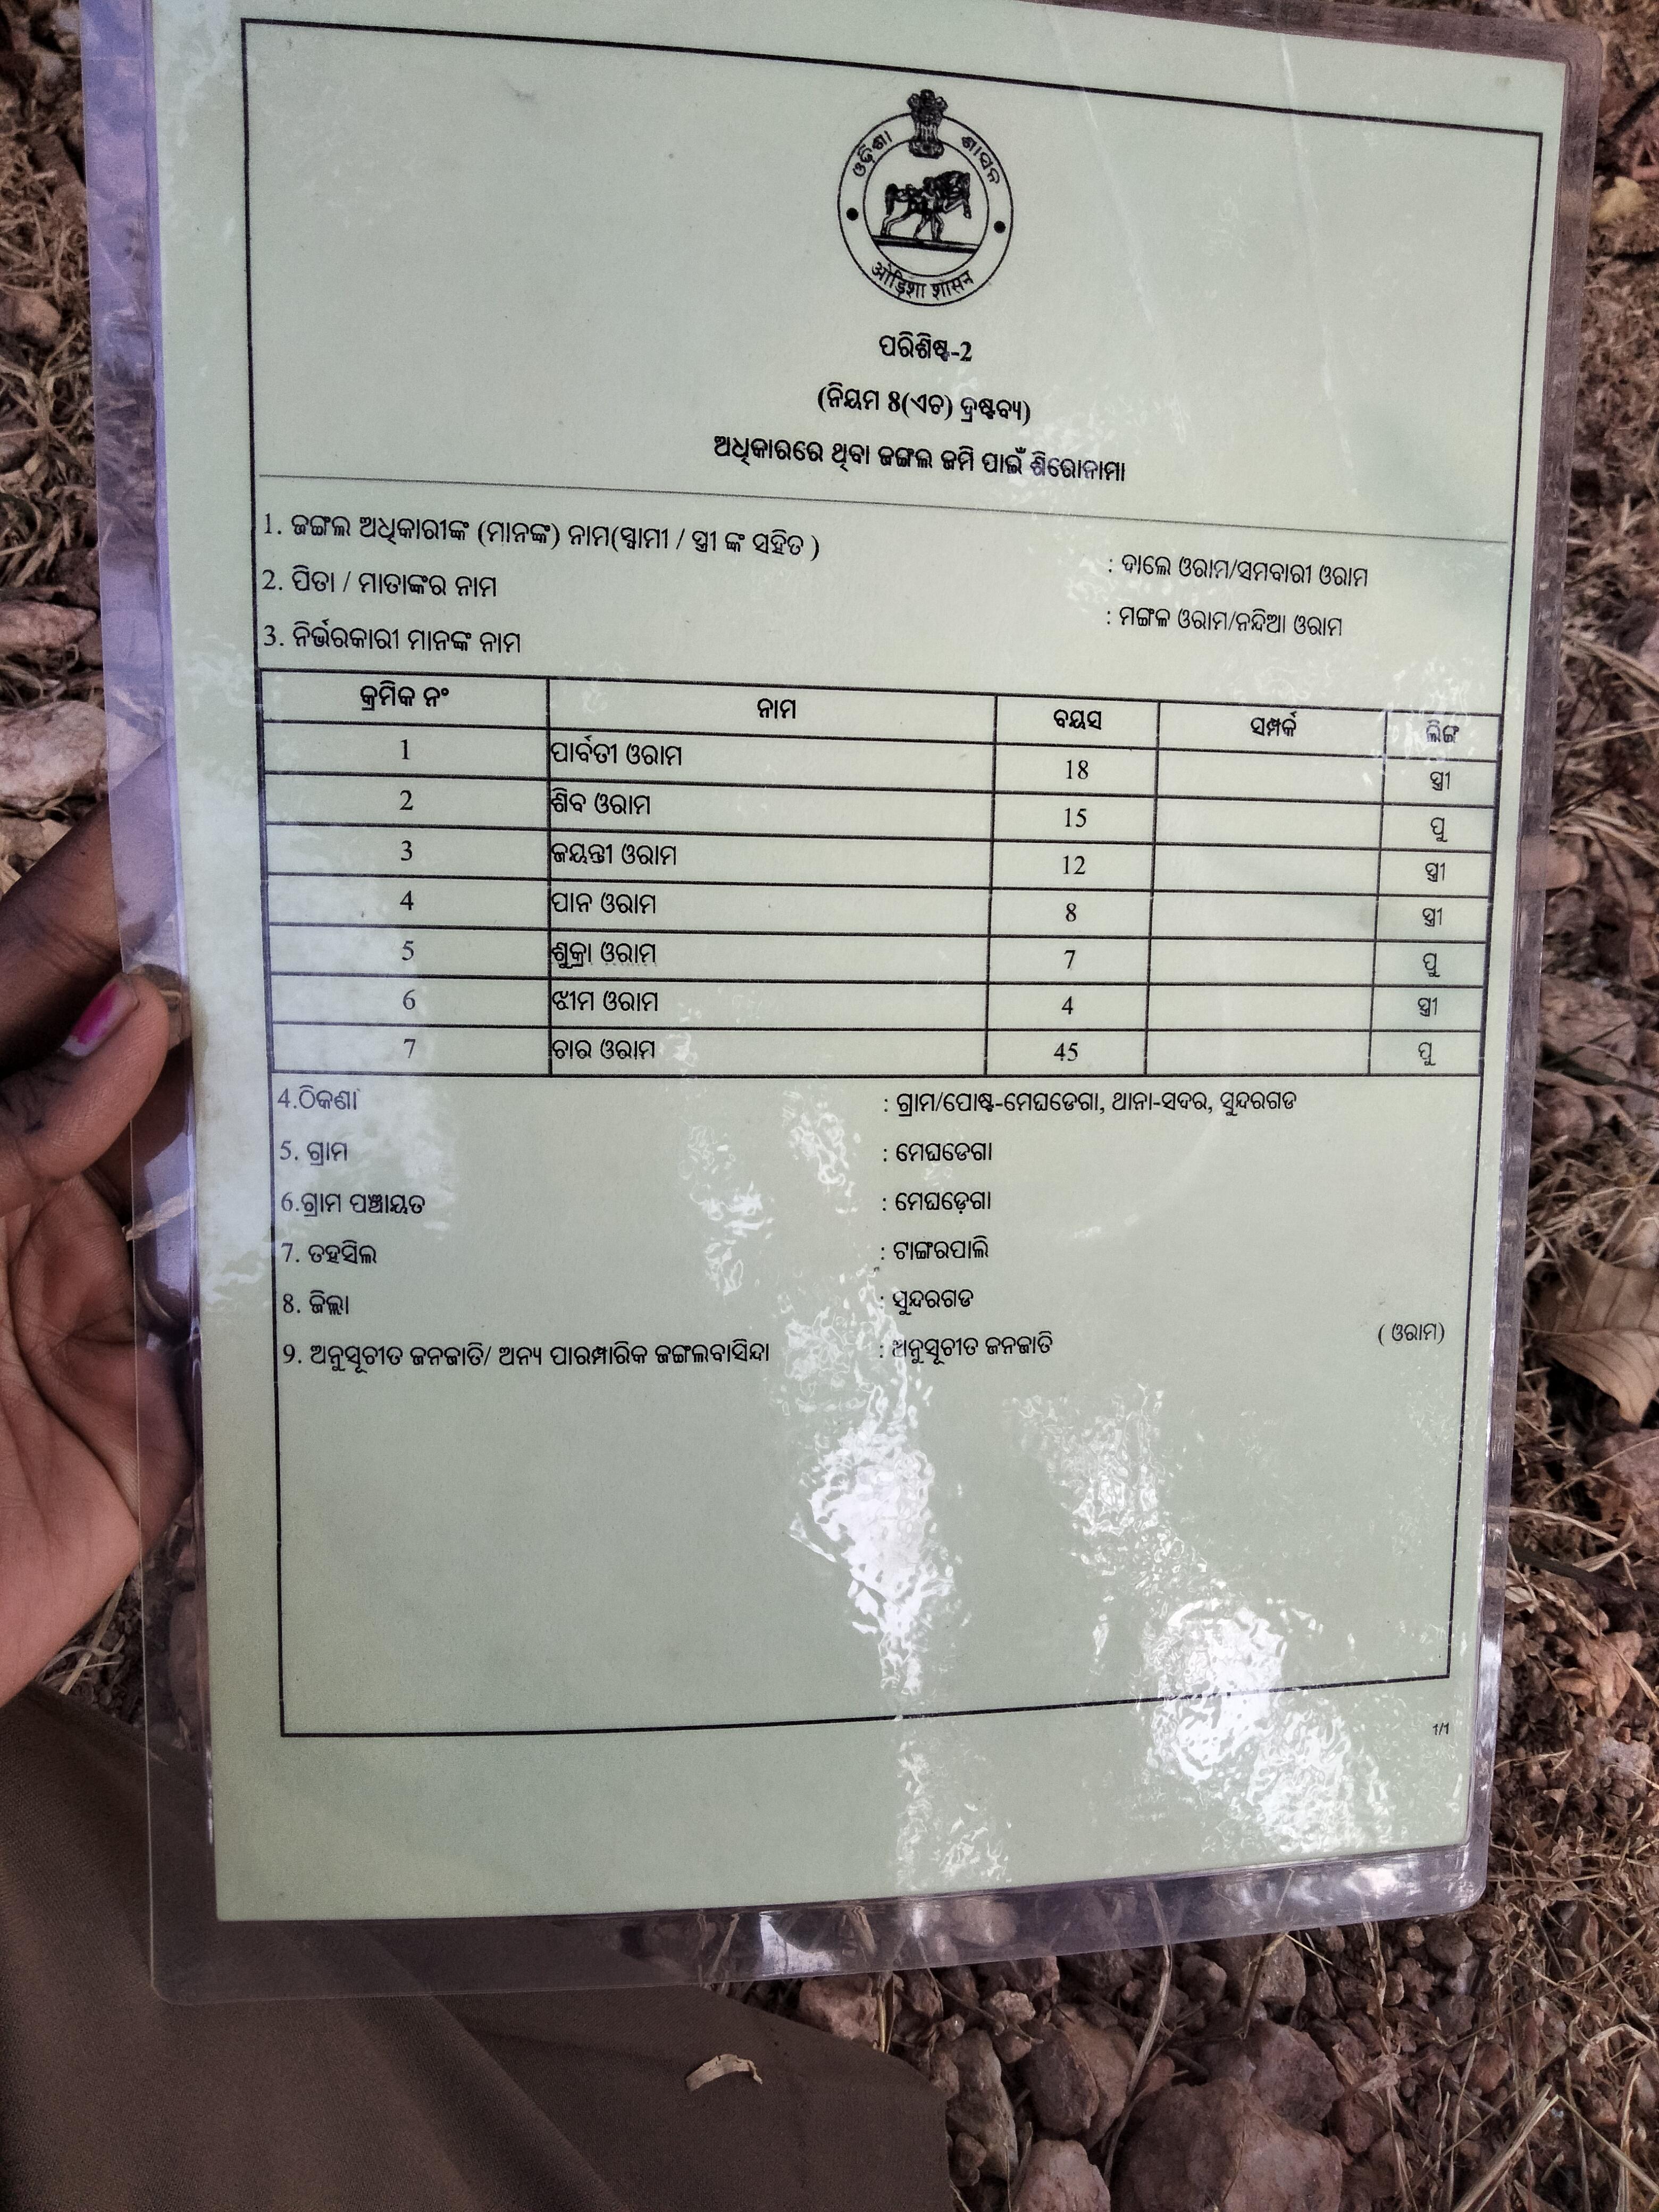 ଓଡ଼ିଶା ଶାସନ
ओड़िशा शासन
ପରିଶିଷ୍ଟ-2
(ନିୟମ ୫(ଏଚ) ଦ୍ରଷ୍ଟବ୍ୟ)
ଅଧିକାରରେ ଥିବା ଜଙ୍ଗଲ ଜମି ପାଇଁ ଶିରୋନାମା
1. ଜଙ୍ଗଲ ଅଧିକାରୀଙ୍କ (ମାନଙ୍କ) ନାମ(ସ୍ୱାମୀ / ସ୍ତ୍ରୀ ଙ୍କ ସହିତ ) : ଦାଲେ ଓରାମ/ସମବାରୀ ଓରାମ
2. ପିତା / ମାତାଙ୍କର ନାମ : ମଙ୍ଗଳ ଓରାମ/ନନ୍ଦିଆ ଓରାମ
3. ନିର୍ଭରକାରୀ ମାନଙ୍କ ନାମ
କ୍ରମିକ ନଂ ନାମ ବୟସ ସମ୍ପର୍କ ଲିଙ୍ଗ
1 ପାର୍ବତୀ ଓରାମ 18 ସ୍ତ୍ରୀ
2 ଶିବ ଓରାମ 15 ପୁ
3 ଜୟନ୍ତୀ ଓରାମ 12 ସ୍ତ୍ରୀ
4 ପାନ ଓରାମ 8 ସ୍ତ୍ରୀ
5 ଶୁକ୍ରା ଓରାମ 7 ପୁ
6 ଝୀମ ଓରାମ 4 ସ୍ତ୍ରୀ
7 ଚାର ଓରାମ 45 ପୁ
4.ଠିକଣା : ଗ୍ରାମ/ପୋଷ୍ଟ-ମେଘଡେଗା, ଥାନା-ସଦର, ସୁନ୍ଦରଗଡ
5. ଗ୍ରାମ : ମେଘଡେଗା
6.ଗ୍ରାମ ପଞ୍ଚାୟତ : ମେଘଡ଼େଗା
7. ତହସିଲ : ଟାଙ୍ଗରପାଲି
8. ଜିଲ୍ଲା : ସୁନ୍ଦରଗଡ
9. ଅନୁସୂଚୀତ ଜନଜାତି/ ଅନ୍ୟ ପାରମ୍ପାରିକ ଜଙ୍ଗଲବାସିନ୍ଦା : ଅନୁସୂଚୀତ ଜନଜାତି ( ଓରାମ)
1/1